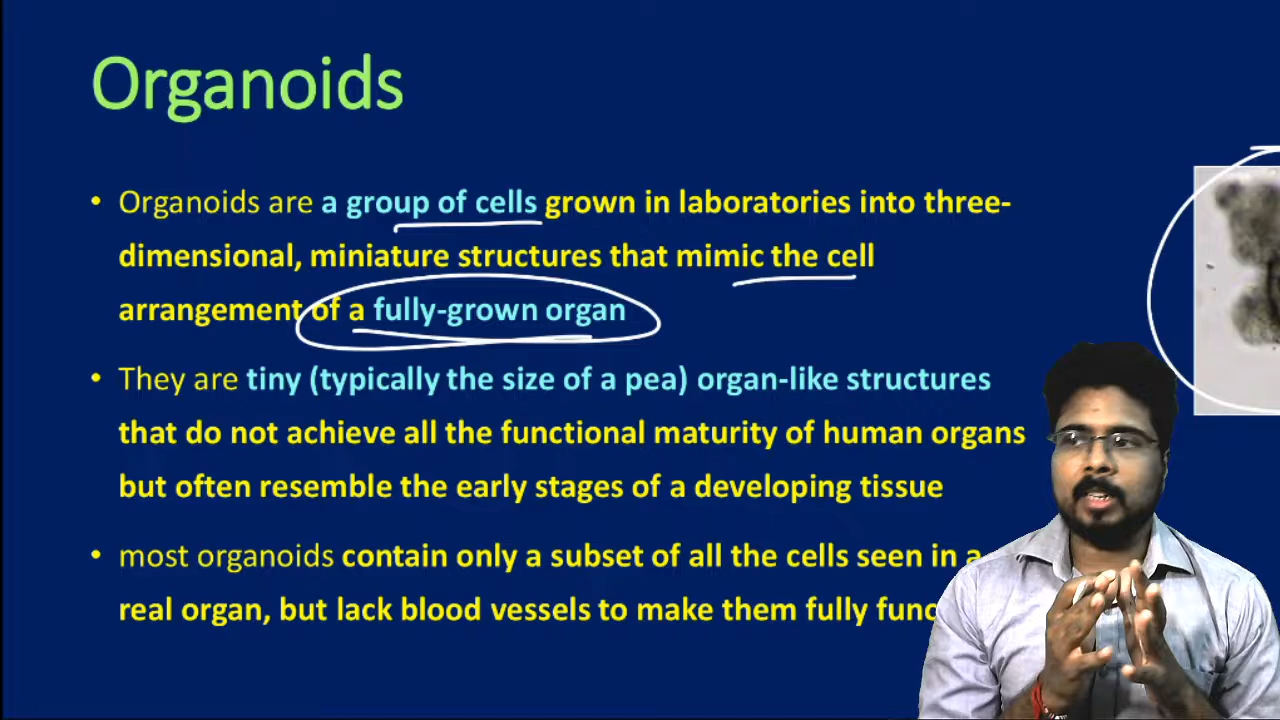 Organoids
• Organoids are a group of cells grown in laboratories into three-
dimensional, miniature structures that mimic the cell
arrangement of a fully-grown organ
• They are tiny (typically the size of a pea) organ-like structures
that do not achieve all the functional maturity of human organs
but often resemble the early stages of a developing tissue
• most organoids contain only a subset of all the cells seen in a
real organ, but lack blood vessels to make them fully